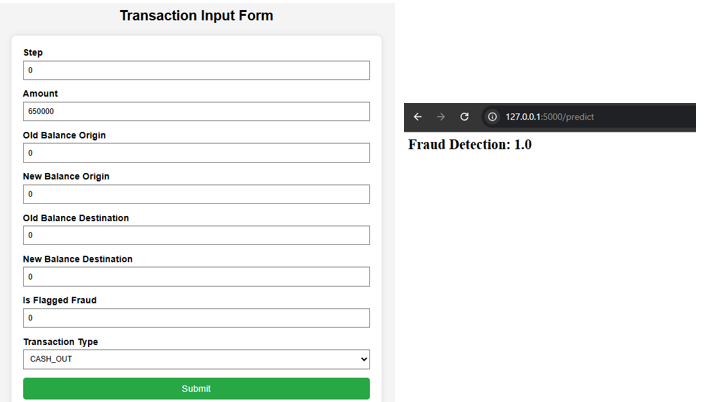 Transaction Input Form
Step
0
Amount
650000
Old Balance Origin
0
New Balance Origin
0
Old Balance Destination
0
New Balance Destination
0
Is Flagged Fraud
0
Transaction Type
CASH_OUT
Submit
127.0.0.1:5000/predict
Fraud Detection: 1.0